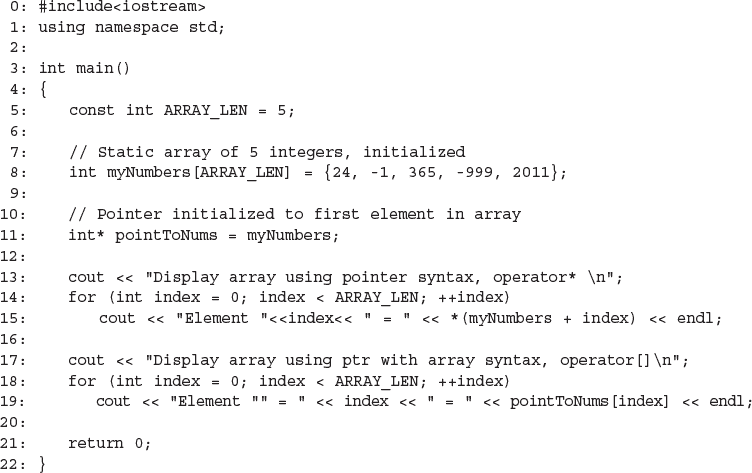 0: #include<iostream>
1: using namespace std;
2:
3: int main()
4: {
5:    const int ARRAY_LEN = 5;
6:
7:    // Static array of 5 integers, initialized
8:    int myNumbers[ARRAY_LEN] = {24, -1, 365, -999, 2011};
9:
10:    // Pointer initialized to first element in array
11:    int* pointToNums = myNumbers;
12:
13:    cout << "Display array using pointer syntax, operator* \n";
14:    for (int index = 0; index < ARRAY_LEN; ++index)
15:       cout << "Element "<<index<< " = " << *(myNumbers + index) << endl;
16:
17:    cout << "Display array using ptr with array syntax, operator[]\n";
18:    for (int index = 0; index < ARRAY_LEN; ++index)
19:       cout << "Element "" = " << index << " = " << pointToNums[index] << endl;
20:
21:    return 0;
22: }